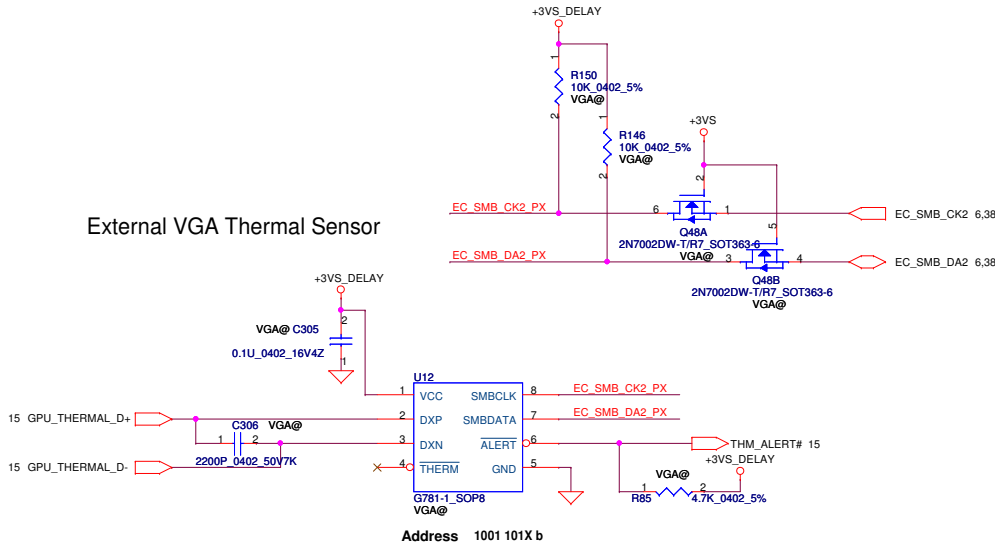 +3VS_DELAY
1
R150
10K_0402_5%
VGA@
2
1
R146
10K_0402_5%
VGA@
2
+3VS
2
5
EC_SMB_CK2_PX
6
1
EC_SMB_CK2 6,38
Q48A
2N7002DW-T/R7_SOT363-6
VGA@
EC_SMB_DA2_PX
3
4
EC_SMB_DA2 6,38
Q48B
2N7002DW-T/R7_SOT363-6
VGA@
External VGA Thermal Sensor
+3VS_DELAY
2
VGA@ C305
0.1U_0402_16V4Z
1
U12
1 VCC SMBCLK 8 EC_SMB_CK2_PX
15 GPU_THERMAL_D+ 2 DXP SMBDATA 7 EC_SMB_DA2_PX
C306 VGA@
1 2
3 DXN ALERT 6 THM_ALERT# 15
2200P_0402_50V7K
15 GPU_THERMAL_D-
4 THERM GND 5
+3VS_DELAY
VGA@
1 2
R85 4.7K_0402_5%
G781-1_SOP8
VGA@
Address 1001 101X b